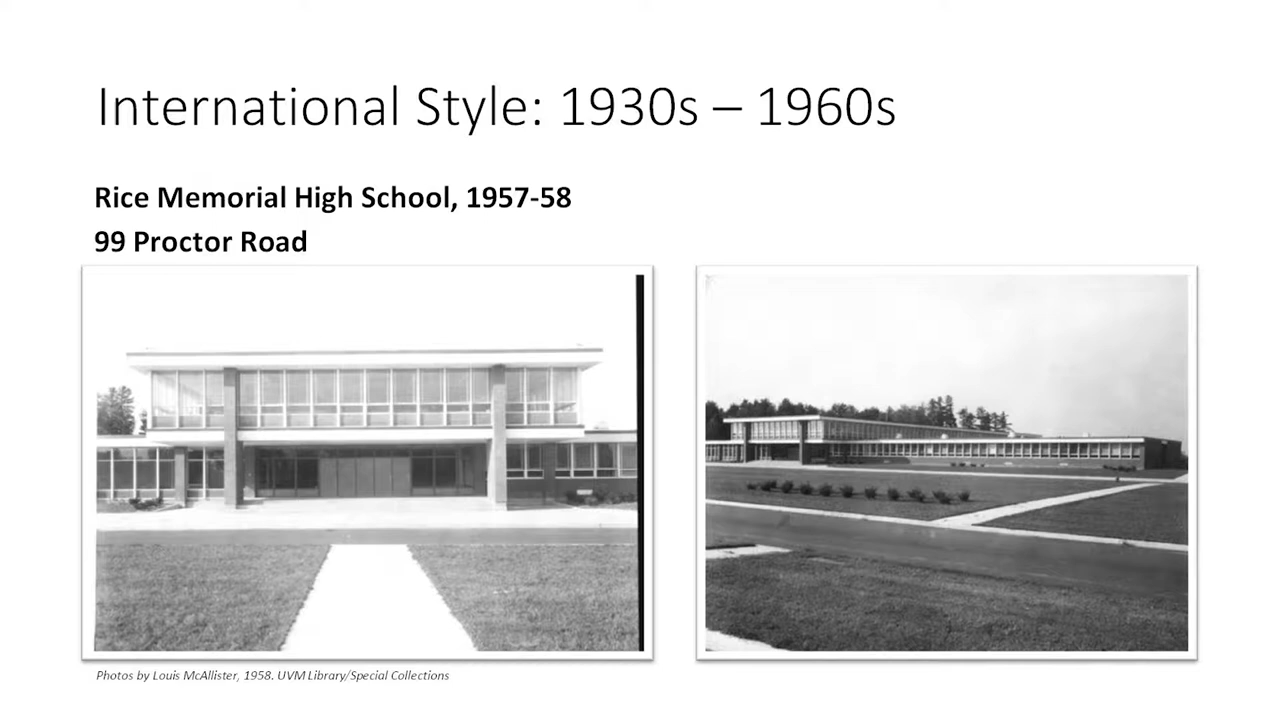 International Style: 1930s – 1960s
Rice Memorial High School, 1957-58
99 Proctor Road
Photos by Louis McAllister, 1958. UVM Library/Special Collections